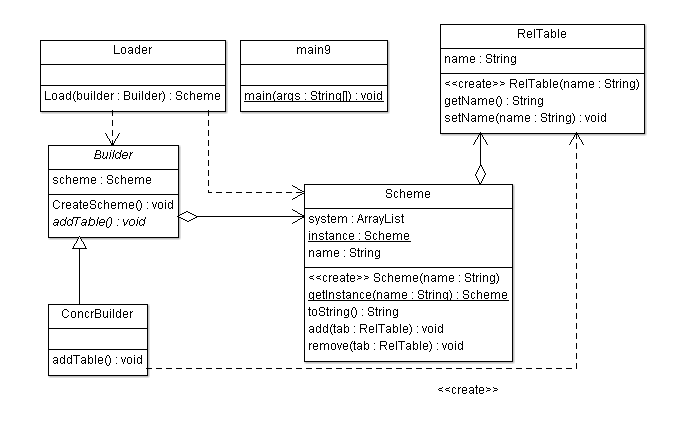 Loader
Load(builder : Builder) : Scheme
main9
main(args : String[]) : void
RelTable
name : String
<<create>> RelTable(name : String)
getName() : String
setName(name : String) : void
Builder
scheme : Scheme
CreateScheme() : void
addTable() : void
Scheme
system : ArrayList
instance : Scheme
name : String
<<create>> Scheme(name : String)
getInstance(name : String) : Scheme
toString() : String
add(tab : RelTable) : void
remove(tab : RelTable) : void
ConcrBuilder
addTable() : void
<<create>>